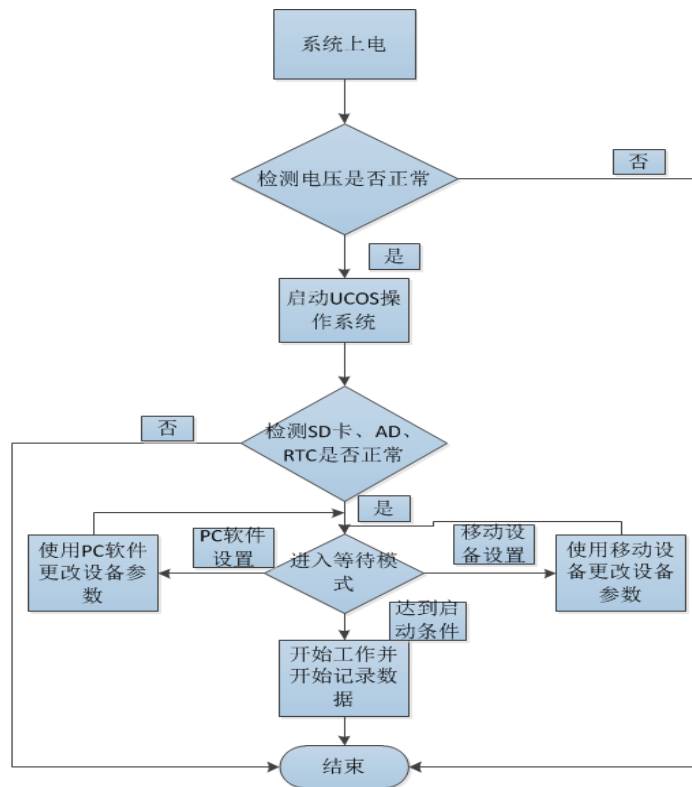 系统上电
检测电压是否正常
否
是
启动UCOS操
作系统
否
检测SD卡、AD、
RTC是否正常
是
使用PC软件
更改设备参
数
PC软件
设置
进入等待模
式
移动设
备设置
使用移动设
备更改设备
参数
达到启
动条件
开始工作并
开始记录数
据
结束